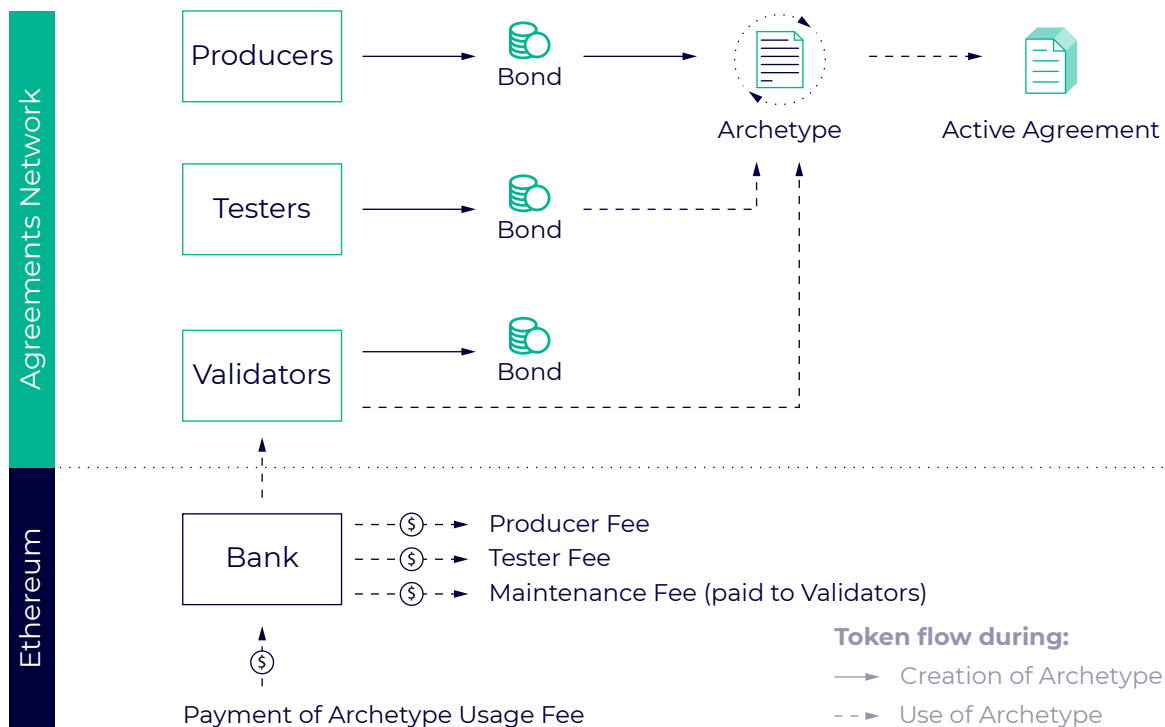 Agreements Network
Producers
Bond
Archetype
Active Agreement
Testers
Bond
Validators
Bond
Ethereum
Bank
$
Producer Fee
$
Tester Fee
$
Maintenance Fee (paid to Validators)
$
Payment of Archetype Usage Fee
Token flow during:
Creation of Archetype
Use of Archetype